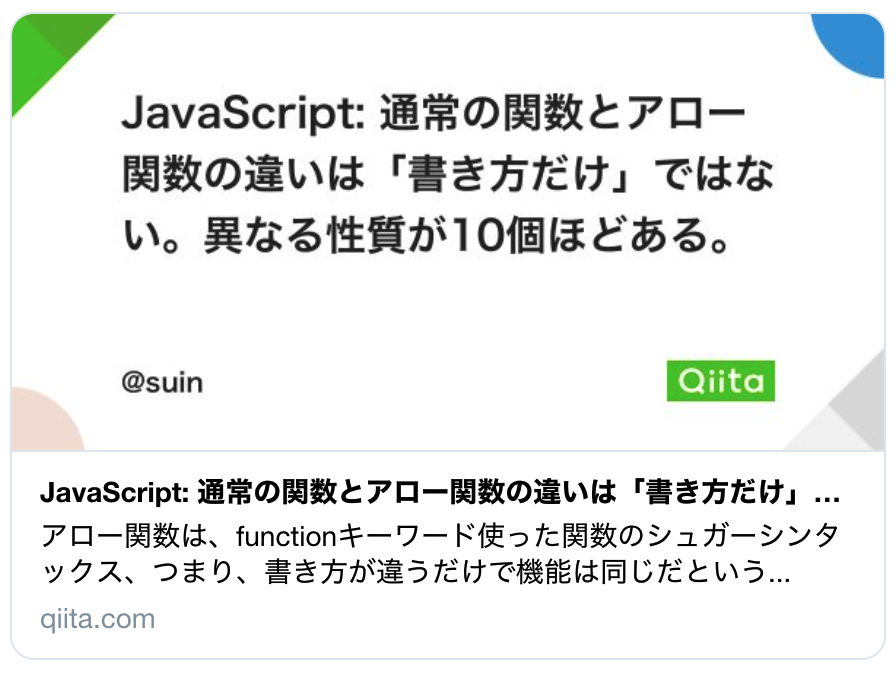 JavaScript: 通常の関数とアロー
関数の違いは「書き方だけ」ではな
い。異なる性質が10個ほどある。
@suin
Qiita
JavaScript: 通常の関数とアロー関数の違いは「書き方だけ」...
アロー関数は、functionキーワード使った関数のシュガーシンタ
ックス、つまり、書き方が違うだけで機能は同じだという...
qiita.com